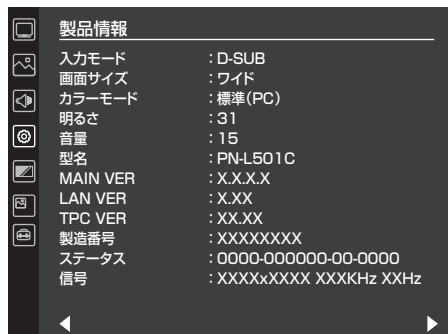 製品情報
入力モード : D-SUB
画面サイズ : ワイド
カラーモード : 標準(PC)
明るさ : 31
音量 : 15
型名 : PN-L501C
MAIN VER : X.X.X.X
LAN VER : X.XX
TPC VER : XX.XX
製造番号 : XXXXXXXX
ステータス : 0000-000000-00-0000
信号 : XXXXxXXXX XXXKHz XXHz